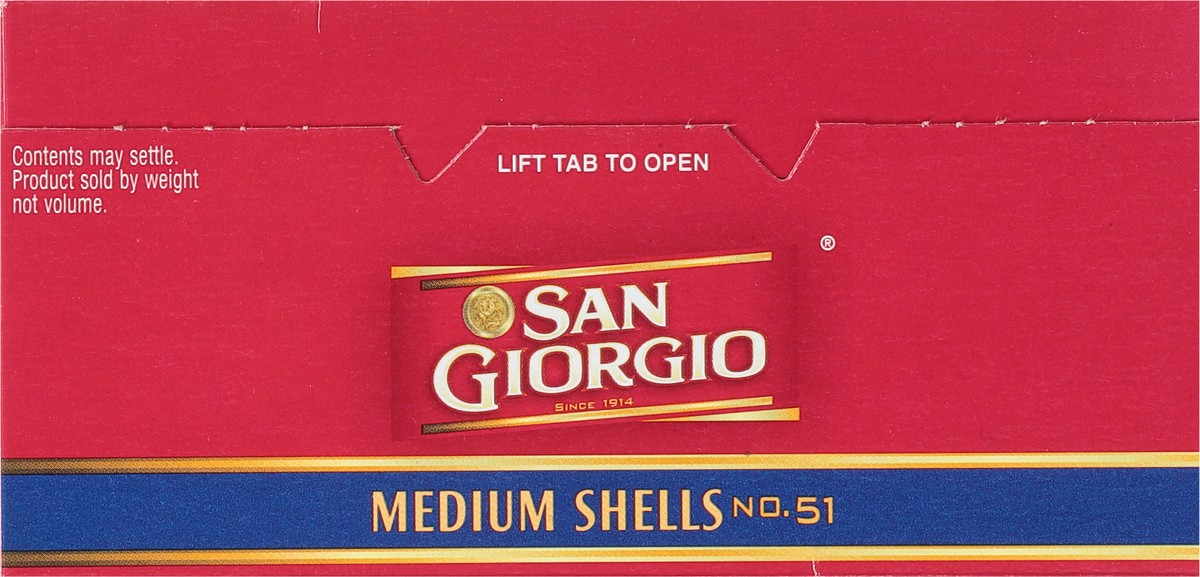 Contents may settle.
Product sold by weight
not volume.
LIFT TAB TO OPEN
®
SAN
GIORGIO
SINCE 1914
MEDIUM SHELLS NO. 51